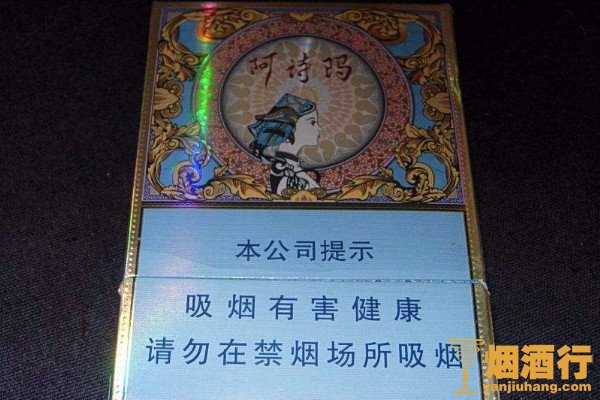 阿诗玛
本公司提示
吸烟有害健康
请勿在禁烟场所吸烟
烟酒行
yanjiuhang.com